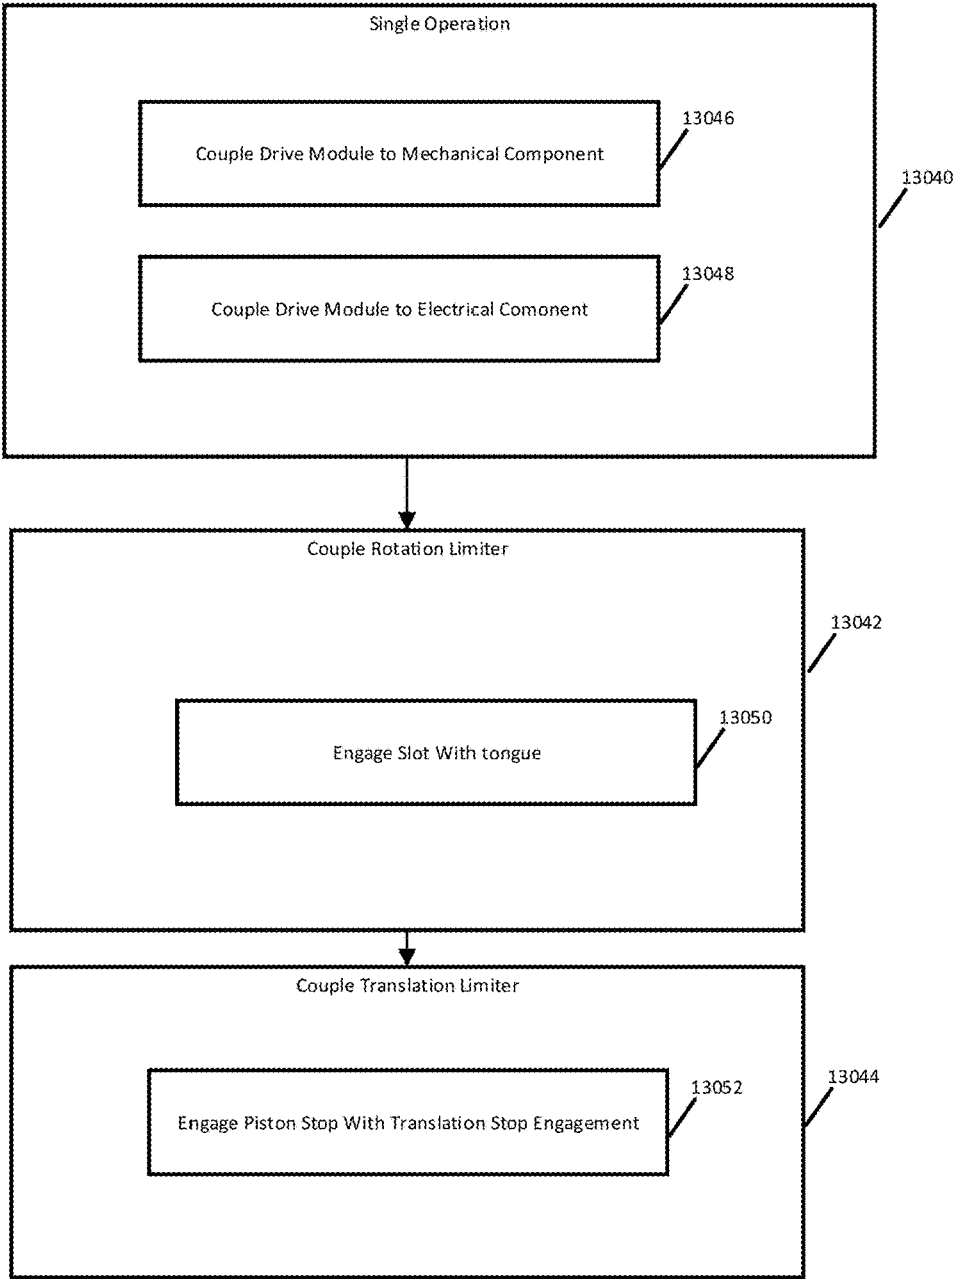 Single Operation
13046
Couple Drive Module to Mechanical Component
13040
13048
Couple Drive Module to Electrical Comonent
Couple Rotation Limiter
13042
13050
Engage Slot With tongue
Couple Translation Limiter
13044
13052
Engage Piston Stop With Translation Stop Engagement